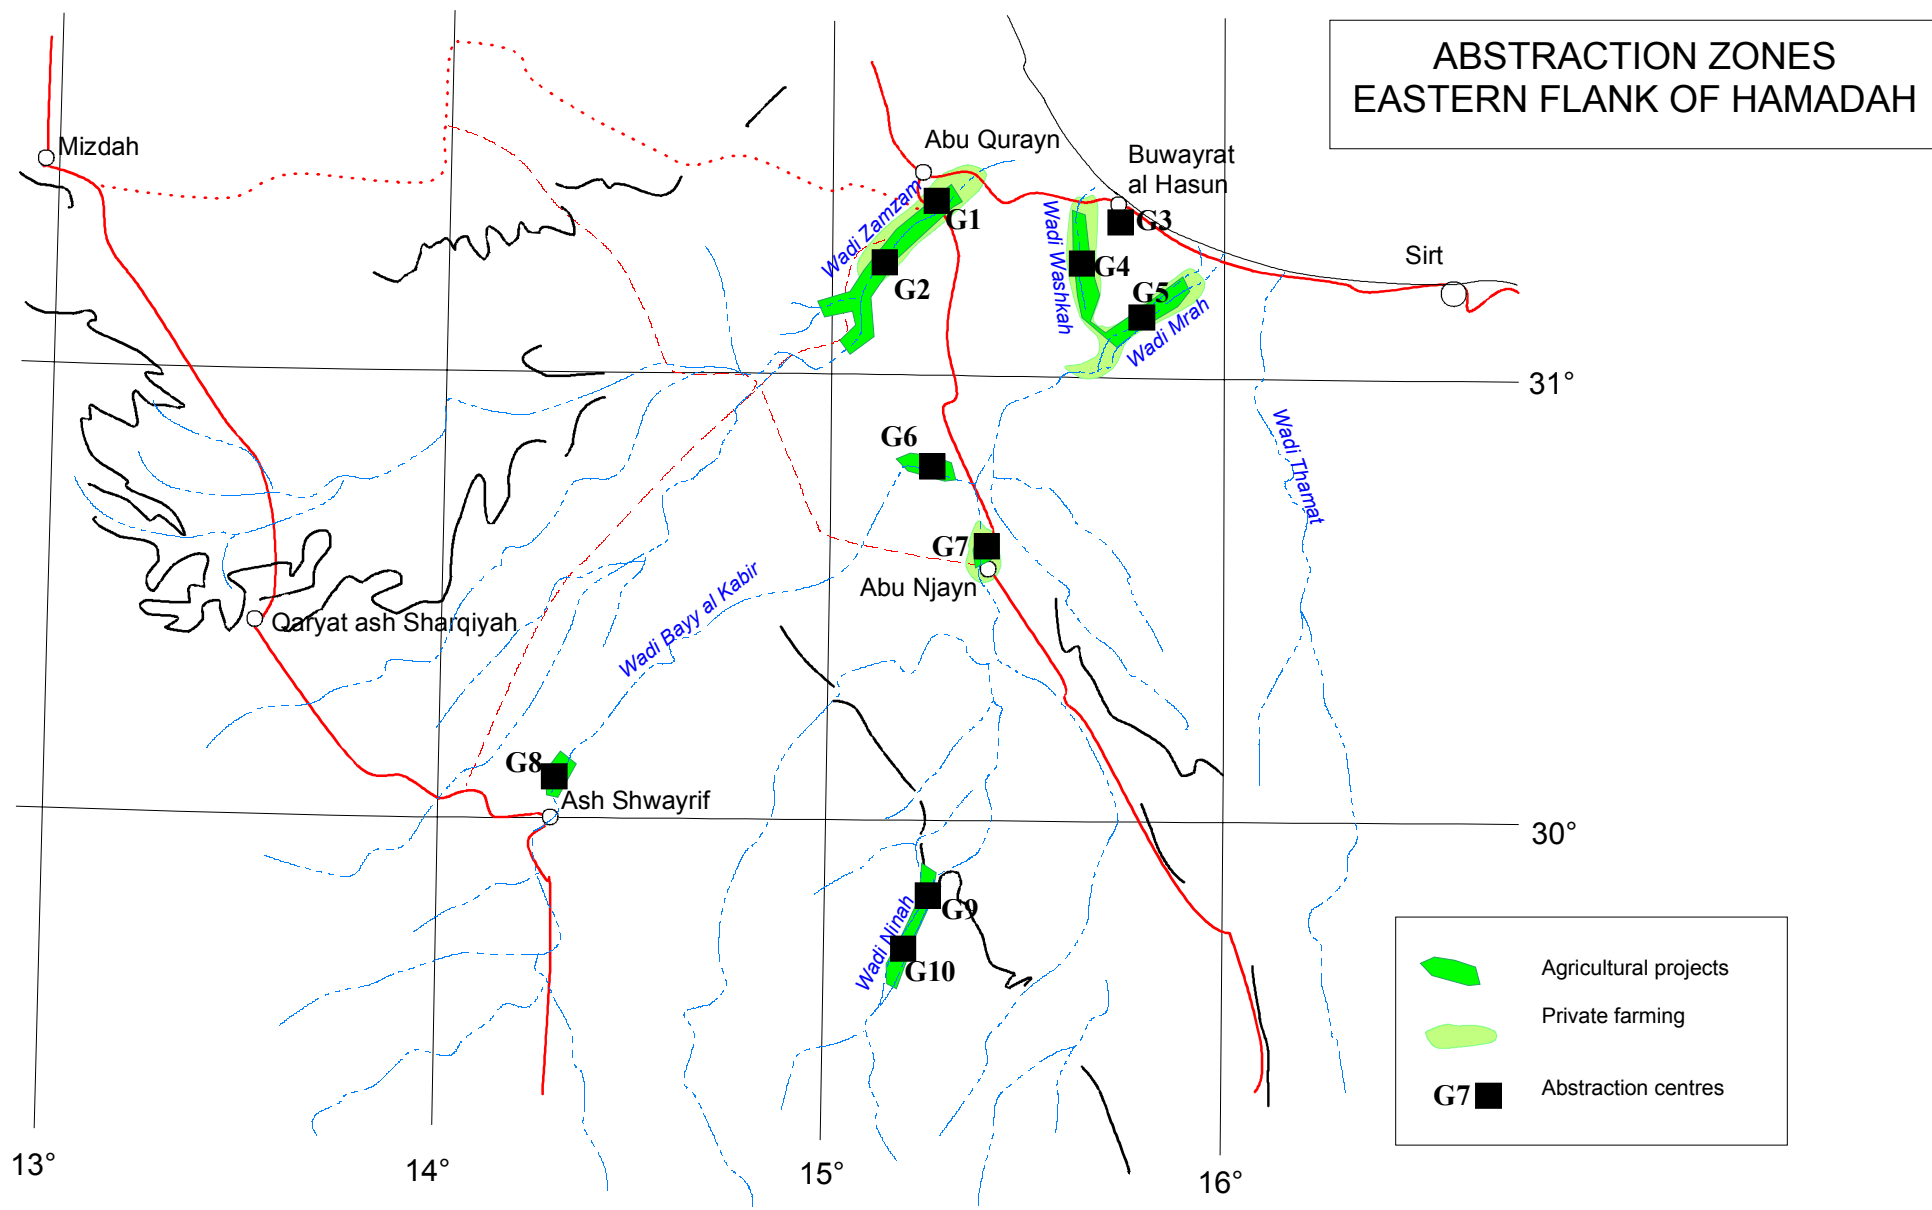 ABSTRACTION ZONES
EASTERN FLANK OF HAMADAH
Mizdah
Abu Qurayn
Buwayrat
al Hasun
Wadi Zamzam
G1
G2
Wadi Washkah
G3
G4
G5
Wadi Mrah
Sirt
31°
G6
Wadi Thamat
G7
Abu Njayn
Wadi Bayy al Kabir
Qaryat ash Sharqiyah
G8
Ash Shwayrif
30°
Wadi Ninah
G9
G10
Agricultural projects
Private farming
G7
Abstraction centres
13°
14°
15°
16°